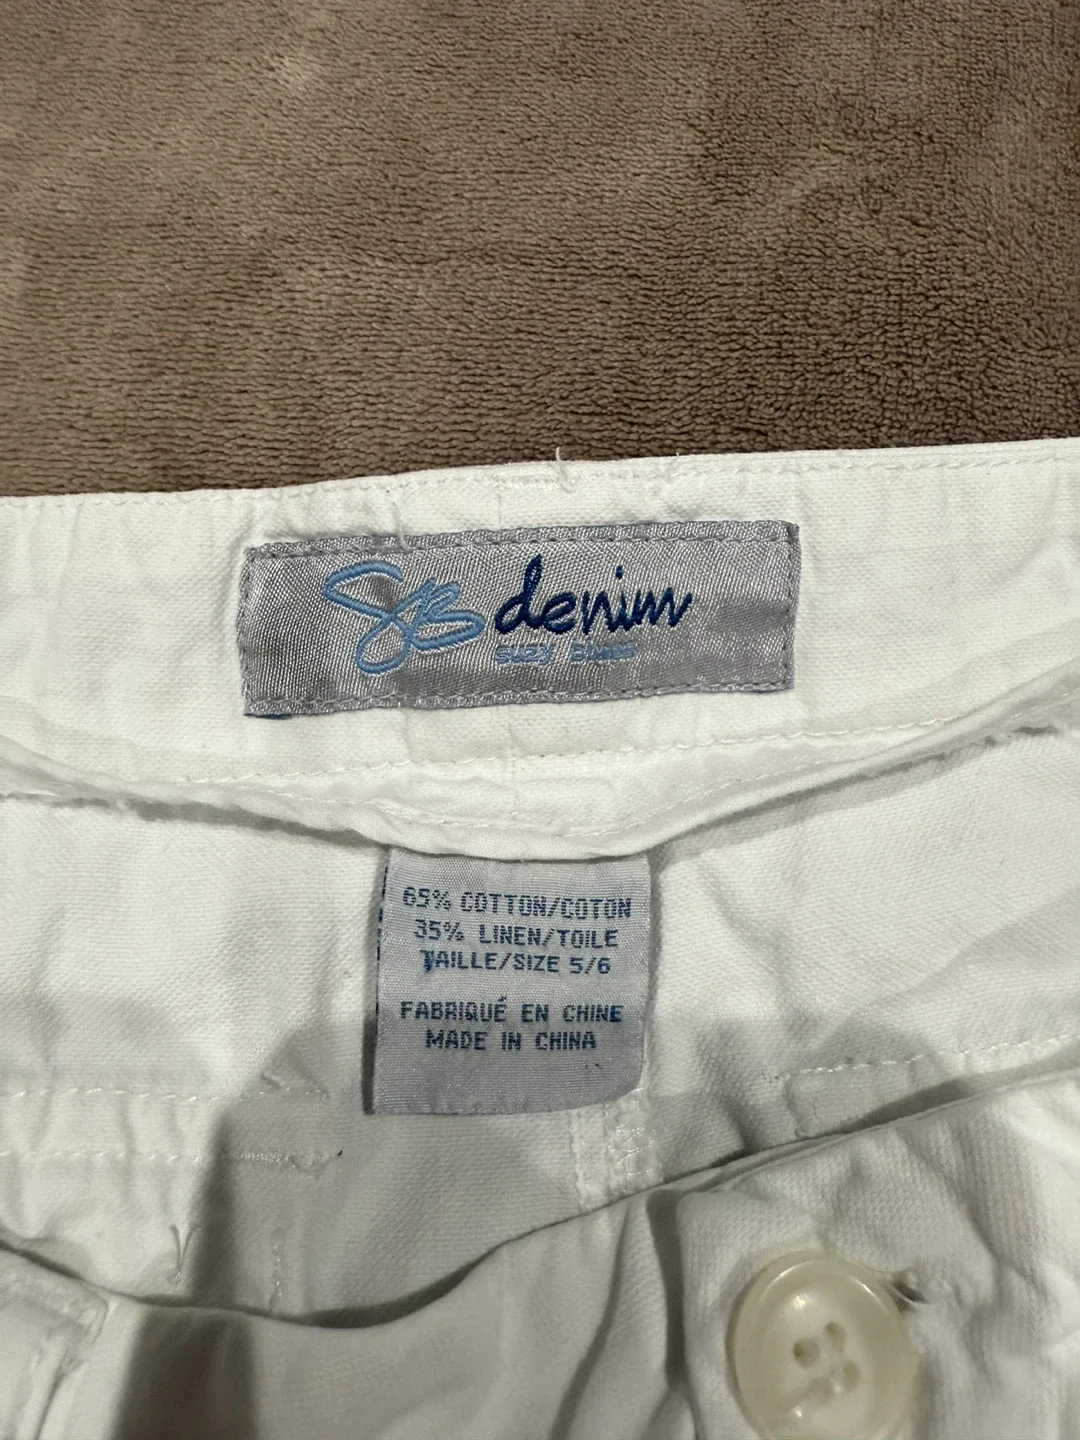 SB denim
Suzy Blues
65% COTTON/COTON
35% LINEN/TOILE
TAILLE/SIZE 5/6
FABRIQUÉ EN CHINE
MADE IN CHINA